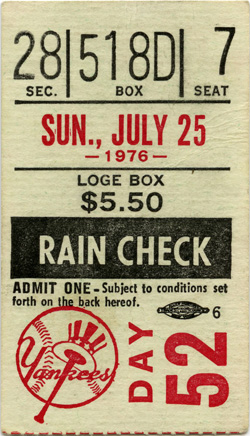 28 518D 7
SEC. BOX SEAT
SUN., JULY 25
—1976—
LOGE BOX
$5.50
RAIN CHECK
ADMIT ONE-Subject to conditions set
forth on the back hereof.
6
Yankees
DAY
52